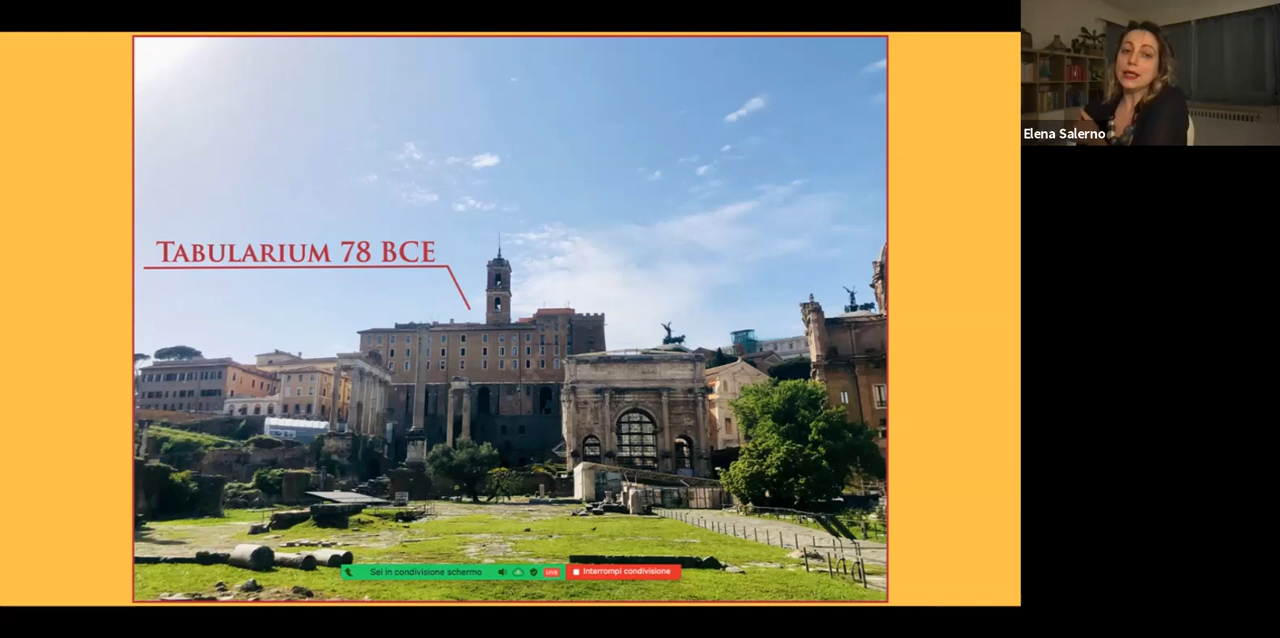 Elena Salerno
TABULARIUM 78 BCE
Sei in condivisione schermo LIVE Interrompi condivisione